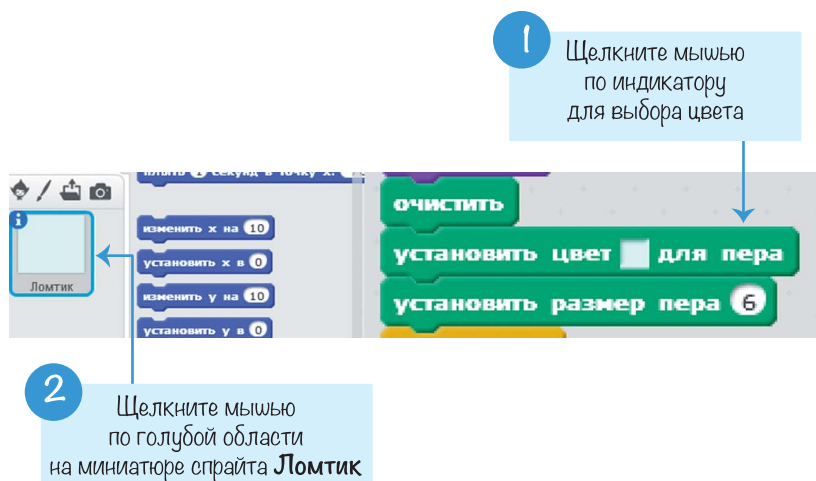 1
Щелкните мышью
по индикатору
для выбора цвета
секунд в точку x:
очистить
изменить x на 10
установить цвет для пера
установить x в 0
Ломтик
изменить y на 10
установить размер пера 6
установить y в 0
2
Щелкните мышью
по голубой области
на миниатюре спрайта Ломтик